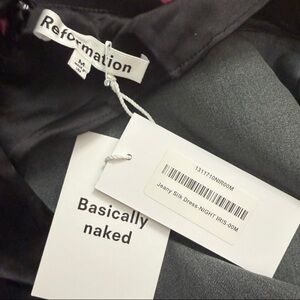 Reformation
M
1311710NIR00M
Jeany Silk Dress-NIGHT IRIS-00M
Basically
naked